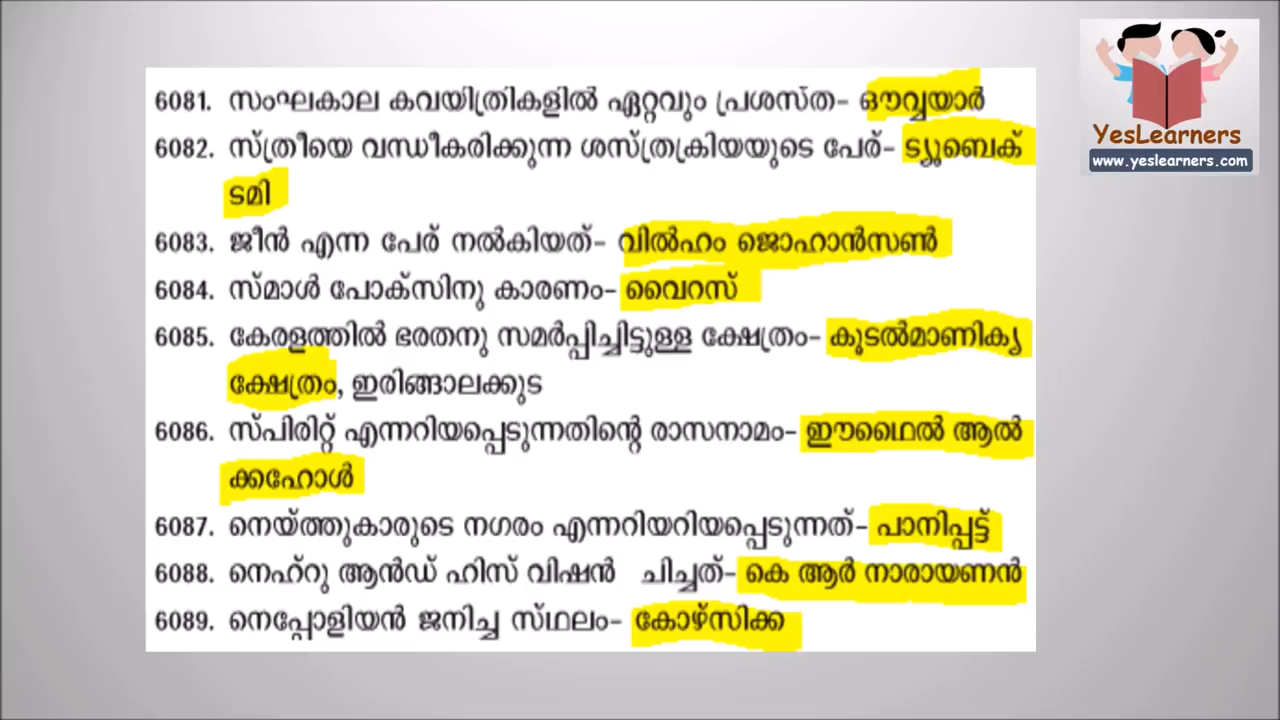 YesLearners
www.yeslearners.com
6081. സംഘകാല കവയിത്രികളിൽ ഏറ്റവും പ്രശസ്ത- ഔവ്വയാർ
6082. സ്ത്രീയെ വന്ധീകരിക്കുന്ന ശസ്ത്രക്രിയയുടെ പേര്- ട്യൂബെക്
ടമി
6083. ജീൻ എന്ന പേര് നൽകിയത്- വിൽഹം ജൊഹാൻസൺ
6084. സ്മാൾ പോക്സിനു കാരണം- വൈറസ്
6085. കേരളത്തിൽ ഭരതനു സമർപ്പിച്ചിട്ടുള്ള ക്ഷേത്രം- കൂടൽമാണിക്യ
ക്ഷേത്രം, ഇരിങ്ങാലക്കുട
6086. സ്പിരിറ്റ് എന്നറിയപ്പെടുന്നതിന്റെ രാസനാമം- ഈഥൈൽ ആൽ
ക്കഹോൾ
6087. നെയ്ത്തുകാരുടെ നഗരം എന്നറിയറിയപ്പെടുന്നത്- പാനിപ്പട്ട്
6088. നെഹ്റു ആൻഡ് ഹിസ് വിഷൻ ചിച്ചത്- കെ ആർ നാരായണൻ
6089. നെപ്പോളിയൻ ജനിച്ച സ്ഥലം- കോഴ്സിക്ക